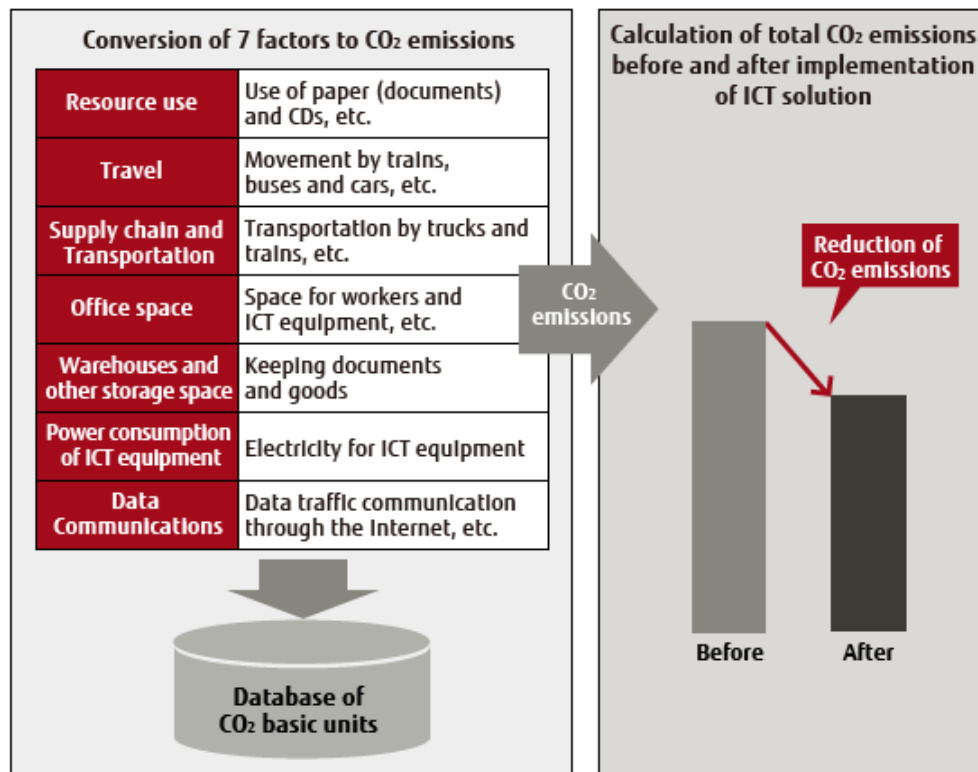 Conversion of 7 factors to CO₂ emissions
Resource use
Use of paper (documents)
and CDs, etc.
Travel
Movement by trains,
buses and cars, etc.
Supply chain and
Transportation
Transportation by trucks and
trains, etc.
Office space
Space for workers and
ICT equipment, etc.
Warehouses and
other storage space
Keeping documents
and goods
Power consumption
of ICT equipment
Electricity for ICT equipment
Data
Communications
Data traffic communication
through the Internet, etc.
Database of
CO₂ basic units
CO₂
emissions
Calculation of total CO₂ emissions
before and after implementation
of ICT solution
Reduction of
CO₂ emissions
Before
After